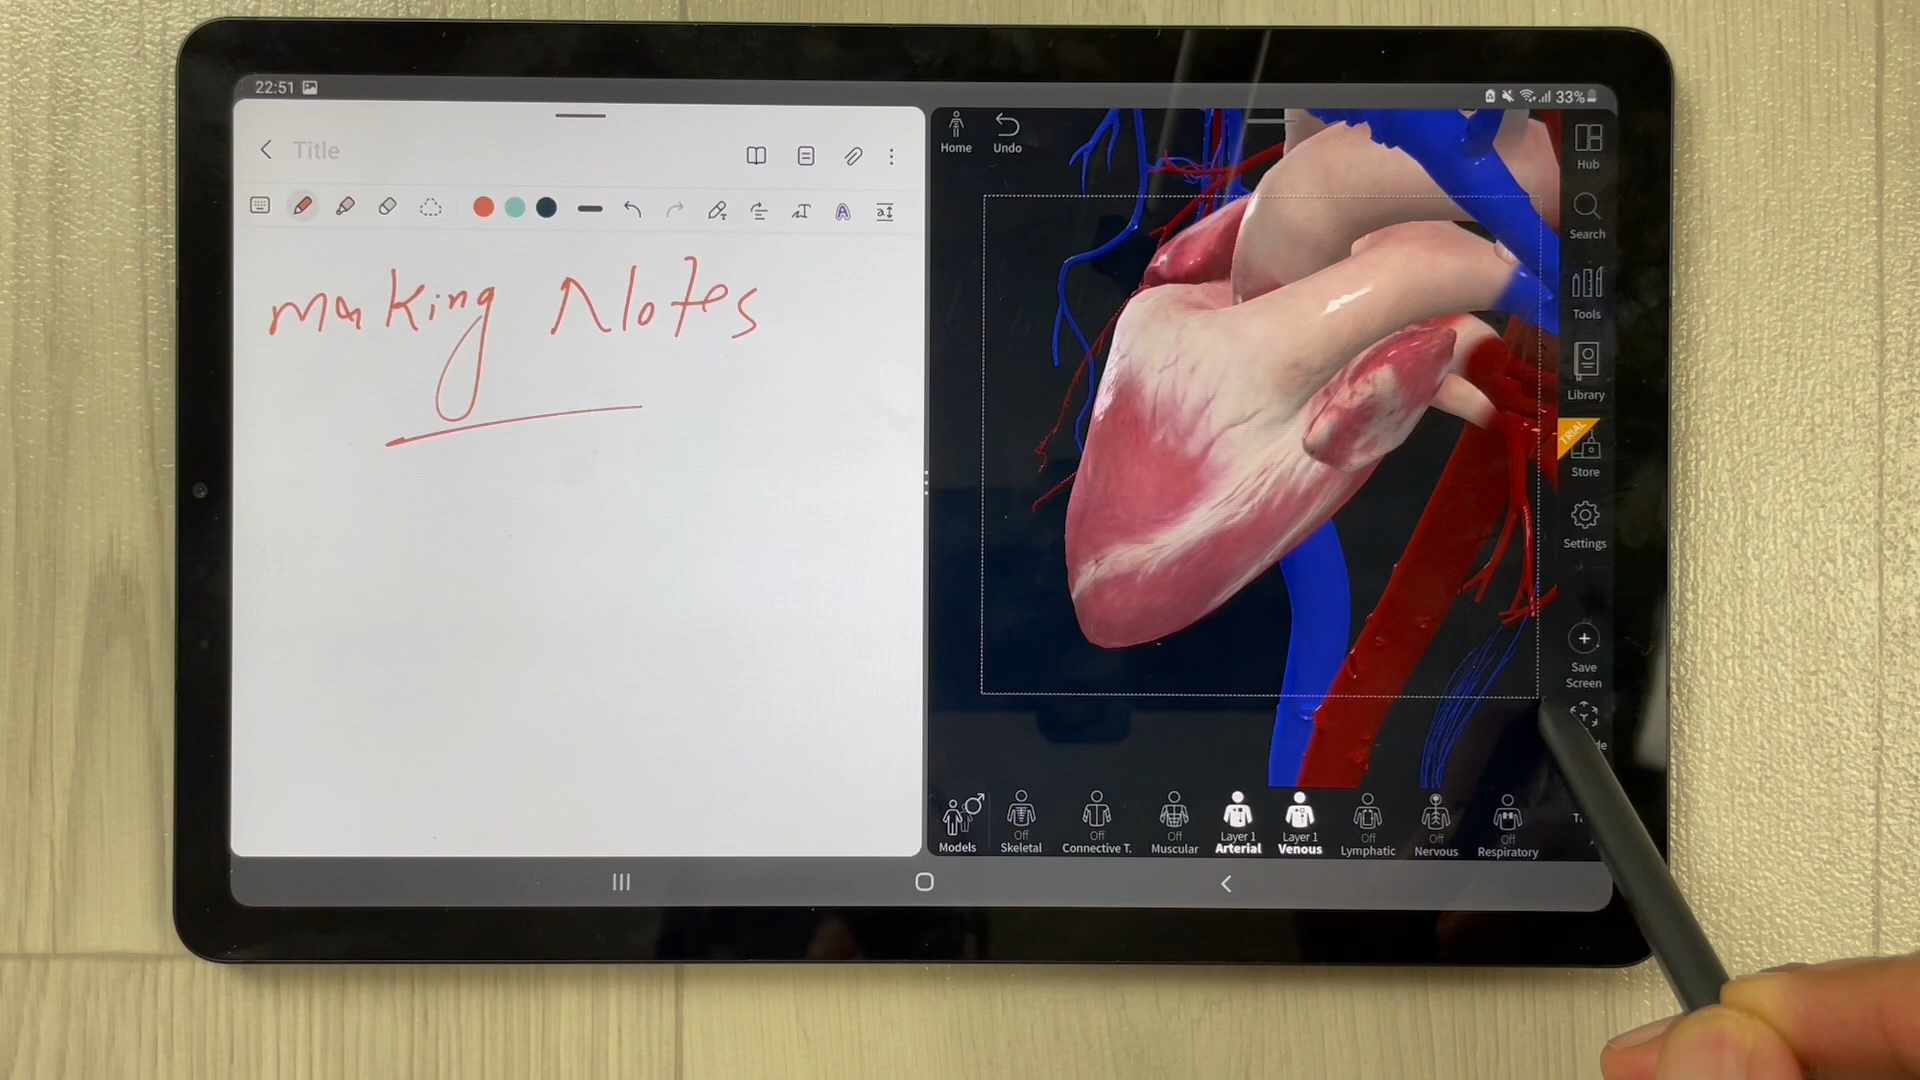 22:51
33%
Title
Making Notes
Home
Undo
Hub
Search
Tools
Library
TRIAL
Store
Settings
Save
Screen
Models
Off
Skeletal
Off
Connective T.
Off
Muscular
Layer 1
Arterial
Layer 1
Venous
Off
Lymphatic
Off
Nervous
Off
Respiratory